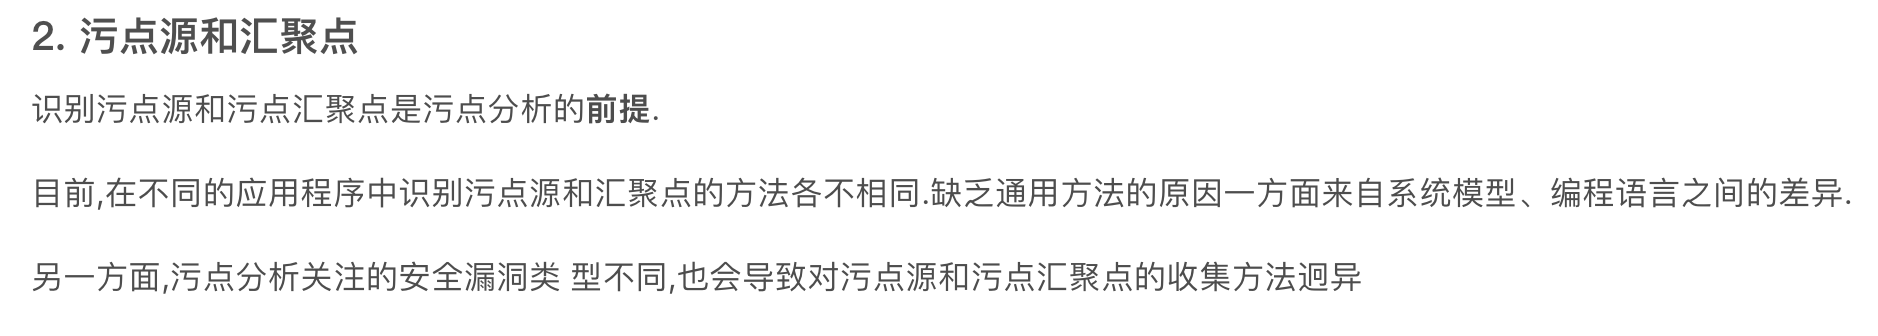 2. 污点源和汇聚点
识别污点源和污点汇聚点是污点分析的前提.
目前,在不同的应用程序中识别污点源和汇聚点的方法各不相同.缺乏通用方法的原因一方面来自系统模型、编程语言之间的差异.
另一方面,污点分析关注的安全漏洞类 型不同,也会导致对污点源和污点汇聚点的收集方法迥异